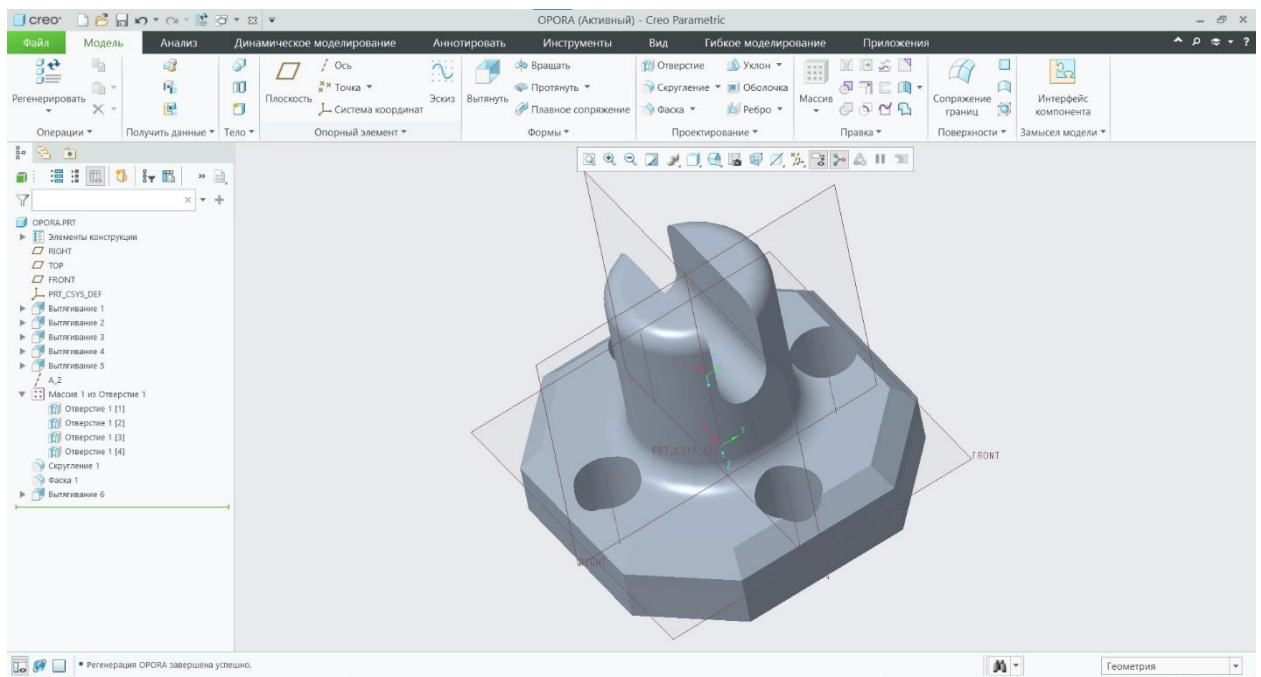 creo
OPORA (Активный) - Creo Parametric
Файл Модель Анализ Динамическое моделирование Аннотировать Инструменты Вид Гибкое моделирование Приложения
Регенерировать
Плоскость
Ось
Точка
Система координат
Эскиз
Вытянуть
Вращать
Протянуть
Плавное сопряжение
Отверстие
Уклон
Скругление
Оболочка
Фаска
Ребро
Массив
Сопряжение границ
Интерфейс компонента
Операции Получить данные Тело Опорный элемент Формы Проектирование Правка Поверхности Замысел модели
OPORA.PRT
Элементы конструкции
RIGHT
TOP
FRONT
PRT_CSYS_DEF
Вытягивание 1
Вытягивание 2
Вытягивание 3
Вытягивание 4
Вытягивание 5
A_2
Массив 1 из Отверстие 1
Отверстие 1 [1]
Отверстие 1 [2]
Отверстие 1 [3]
Отверстие 1 [4]
Скругление 1
Фаска 1
Вытягивание 6
Y
PRT_CSYS_DEF
Z
FRONT
Регенерация OPORA завершена успешно.
Геометрия